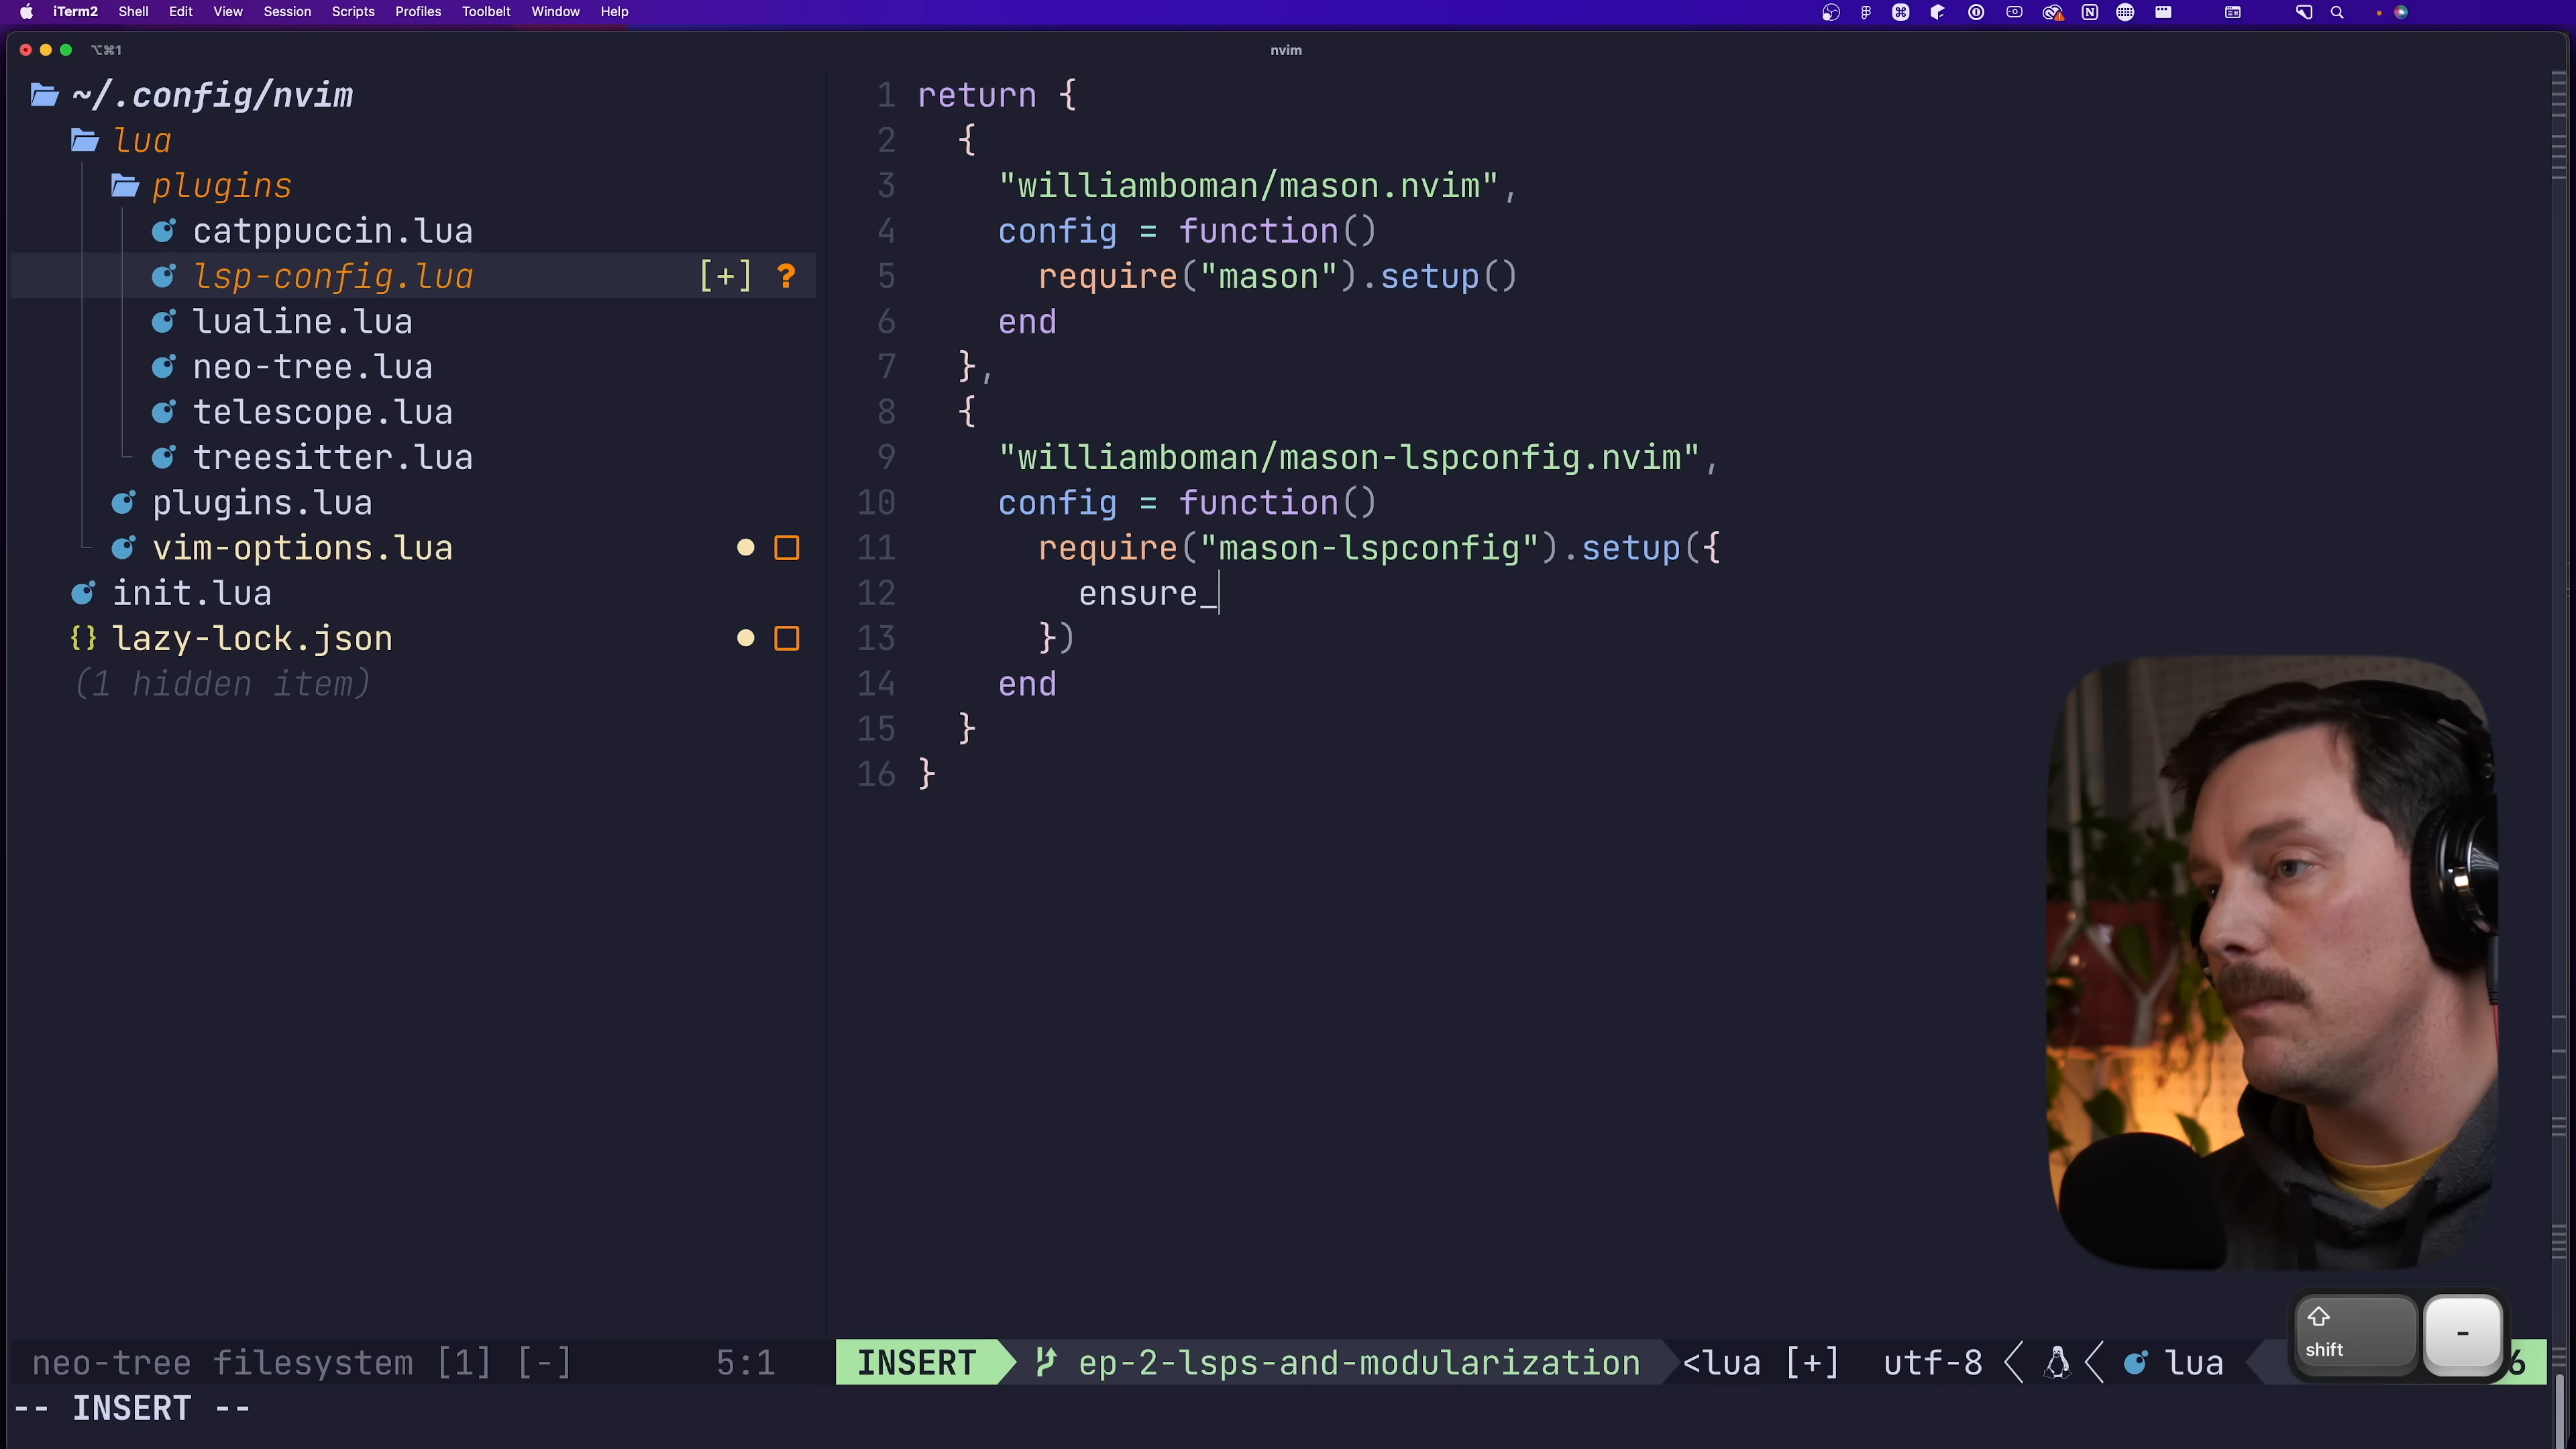 iTerm2 Shell Edit View Session Scripts Profiles Toolbelt Window Help
⌥⌘1
nvim
~/.config/nvim
lua
plugins
catppuccin.lua
lsp-config.lua [+] ?
lualine.lua
neo-tree.lua
telescope.lua
treesitter.lua
plugins.lua
vim-options.lua
init.lua
{} lazy-lock.json
(1 hidden item)
1 return {
2 {
3 "williamboman/mason.nvim",
4 config = function()
5 require("mason").setup()
6 end
7 },
8 {
9 "williamboman/mason-lspconfig.nvim",
10 config = function()
11 require("mason-lspconfig").setup({
12 ensure_
13 })
14 end
15 }
16 }
neo-tree filesystem [1] [-] 5:1
INSERT ep-2-lsps-and-modularization <lua [+] utf-8 lua 6
-- INSERT --
shift
-